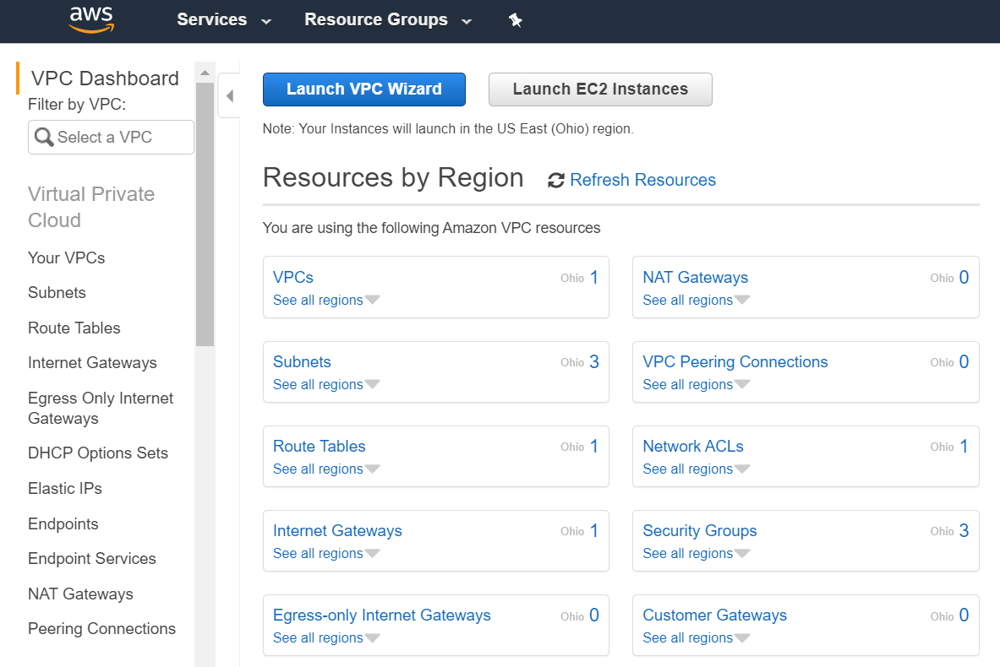 aws Services Resource Groups
VPC Dashboard
Filter by VPC:
Select a VPC
Virtual Private
Cloud
Your VPCs
Subnets
Route Tables
Internet Gateways
Egress Only Internet
Gateways
DHCP Options Sets
Elastic IPs
Endpoints
Endpoint Services
NAT Gateways
Peering Connections
Launch VPC Wizard Launch EC2 Instances
Note: Your Instances will launch in the US East (Ohio) region.
Resources by Region Refresh Resources
You are using the following Amazon VPC resources
VPCs Ohio 1
See all regions
NAT Gateways Ohio 0
See all regions
Subnets Ohio 3
See all regions
VPC Peering Connections Ohio 0
See all regions
Route Tables Ohio 1
See all regions
Network ACLs Ohio 1
See all regions
Internet Gateways Ohio 1
See all regions
Security Groups Ohio 3
See all regions
Egress-only Internet Gateways Ohio 0
See all regions
Customer Gateways Ohio 0
See all regions